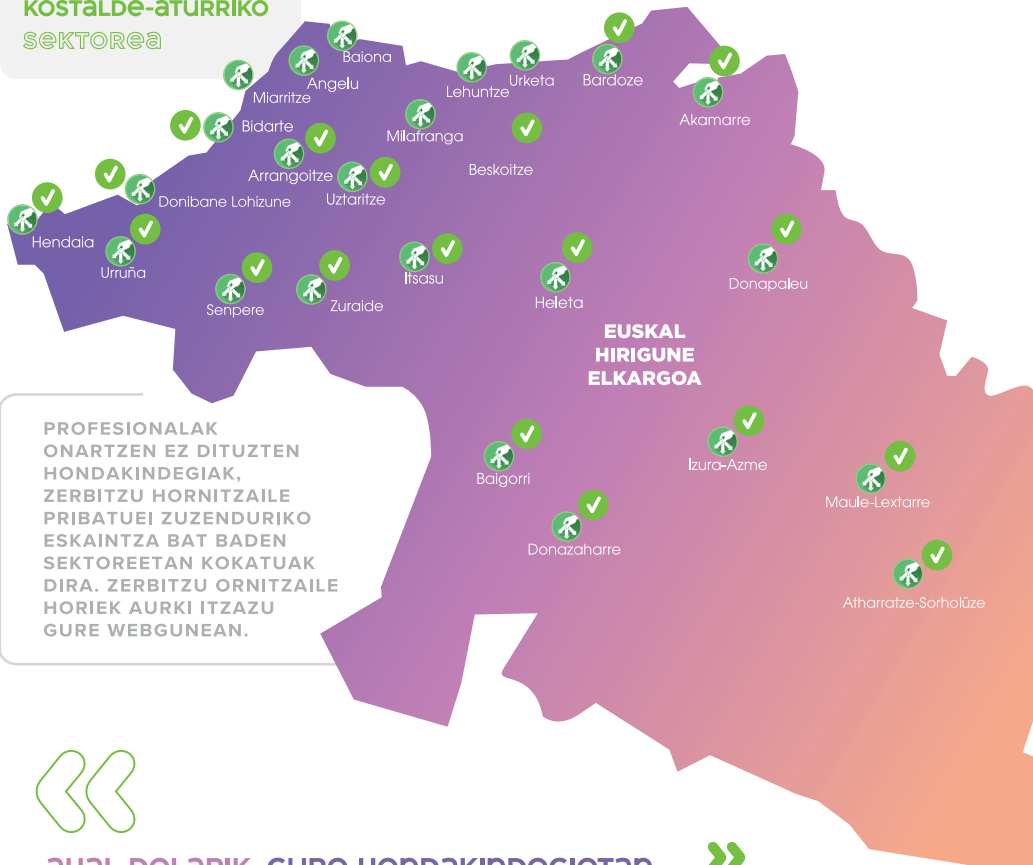 KOSTALDE-ATURRIKO
SEKTOREA
Baiona
Angelu
Miarritze
Lehuntze
Urketa
Bardoze
Akamarre
Bidarte
Milafranga
Arrangoitze
Beskoitze
Donibane Lohizune
Uztaritze
Hendaia
Urruña
Itsasu
Senpere
Zuraide
Heleta
Donapaleu
EUSKAL
HIRIGUNE
ELKARGOA
PROFESIONALAK
ONARTZEN EZ DITUZTEN
HONDAKINDEGIAK,
ZERBITZU HORNITZAILE
PRIBATUEI ZUZENDURIKO
ESKAINTZA BAT BADEN
SEKTOREETAN KOKATUAK
DIRA. ZERBITZU ORNITZAILE
HORIEK AURKI ITZAZU
GURE WEBGUNEAN.
Baigorri
Izura-Azme
Maule-Lextarre
Donazaharre
Atharratze-Sorholüze
«
GURE HONDAKINDEGIETAN
»